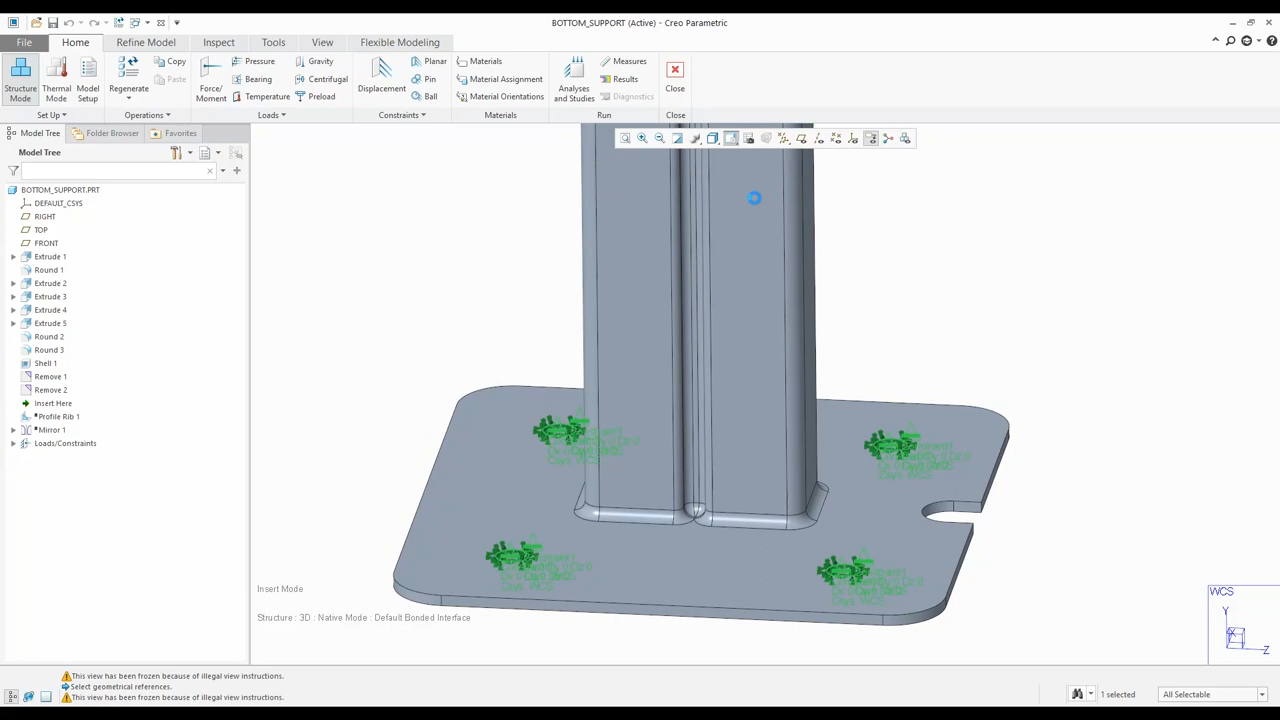 BOTTOM_SUPPORT (Active) - Creo Parametric
File Home Refine Model Inspect Tools View Flexible Modeling
Structure Mode
Thermal Mode
Model Setup
Set Up
Regenerate
Copy
Paste
Operations
Force/Moment
Pressure
Bearing
Temperature
Gravity
Centrifugal
Preload
Loads
Displacement
Planar
Pin
Ball
Constraints
Materials
Material Assignment
Material Orientations
Materials
Analyses and Studies
Measures
Results
Diagnostics
Run
Close
Close
Model Tree Folder Browser Favorites
Model Tree
BOTTOM_SUPPORT.PRT
DEFAULT_CSYS
RIGHT
TOP
FRONT
Extrude 1
Round 1
Extrude 2
Extrude 3
Extrude 4
Extrude 5
Round 2
Round 3
Shell 1
Remove 1
Remove 2
Insert Here
Profile Rib 1
Mirror 1
Loads/Constraints
Insert Mode
Structure : 3D : Native Mode : Default Bonded Interface
WCS
Y
X
Z
This view has been frozen because of illegal view instructions.
Select geometrical references.
This view has been frozen because of illegal view instructions.
1 selected
All Selectable